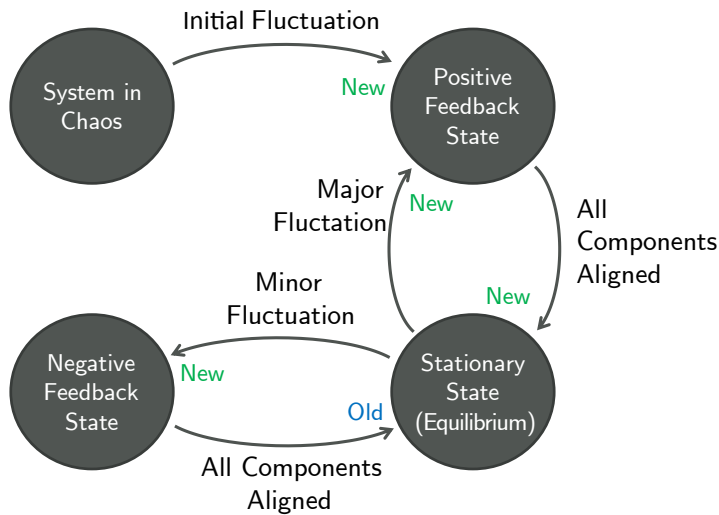 Initial Fluctuation
System in
Chaos
New
Positive
Feedback
State
Major
Fluctation
New
All
Components
Aligned
New
Minor
Fluctuation
Negative
Feedback
State
New
Old
Stationary
State
(Equilibrium)
All Components
Aligned